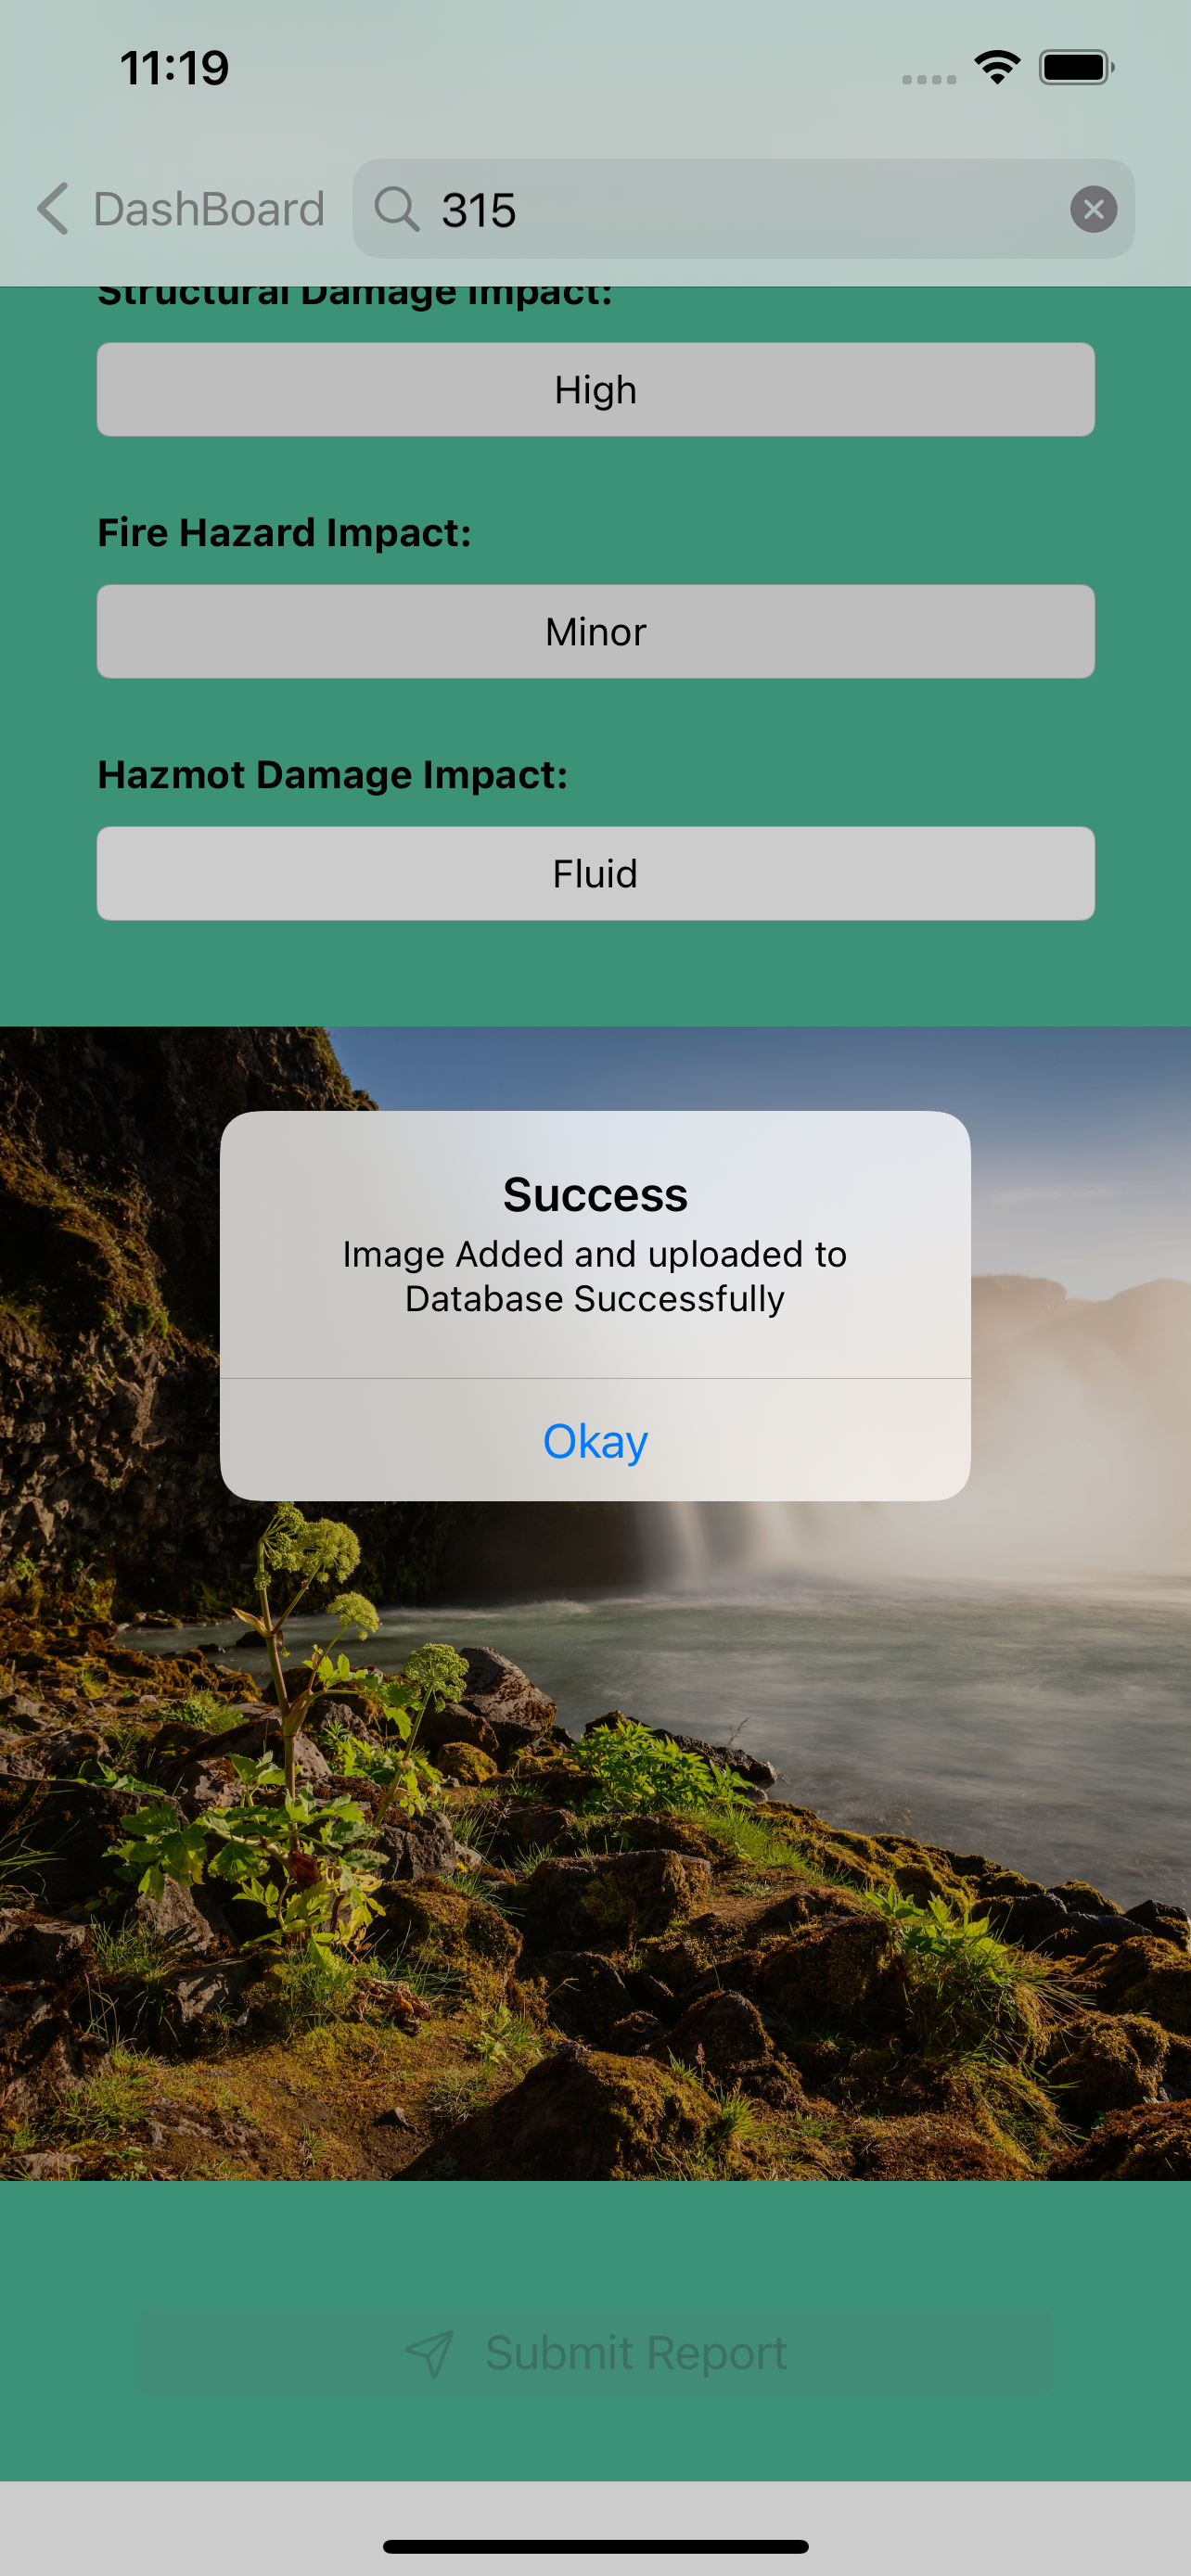 11:19
DashBoard
315
Structural Damage Impact:
High
Fire Hazard Impact:
Minor
Hazmot Damage Impact:
Fluid
Success
Image Added and uploaded to
Database Successfully
Okay
Submit Report